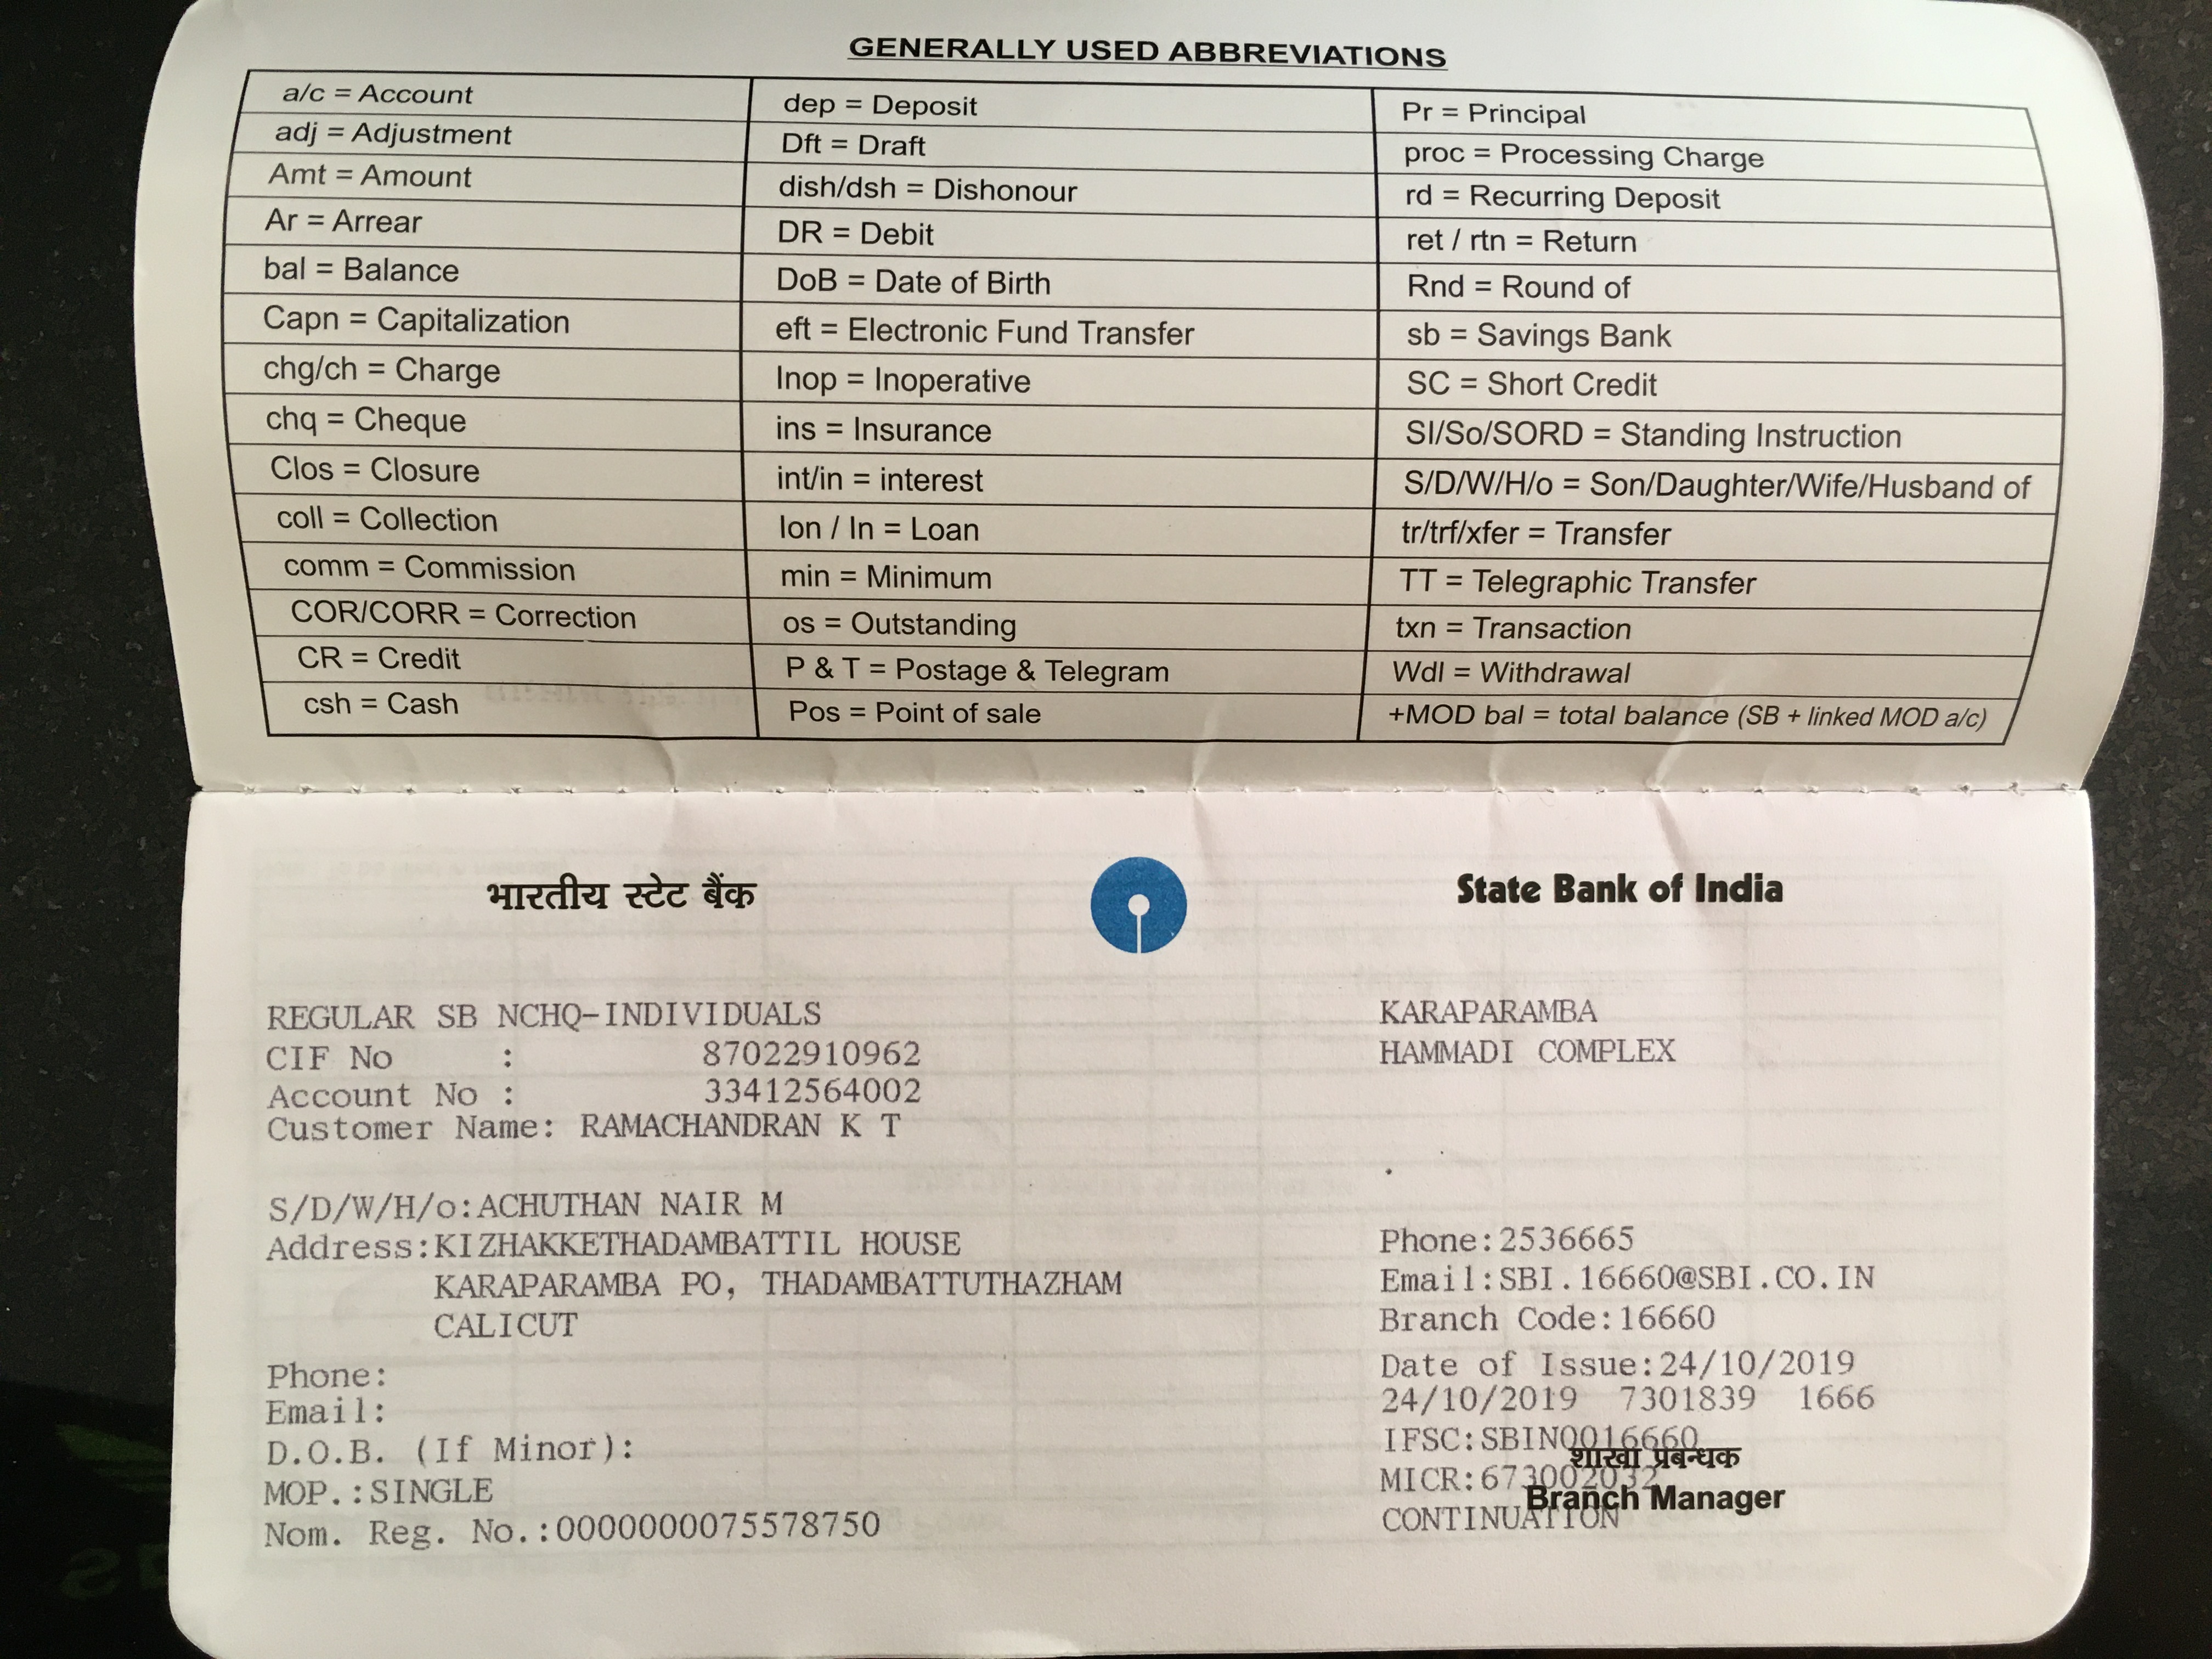 GENERALLY USED ABBREVIATIONS
a/c = Account dep = Deposit Pr = Principal
adj = Adjustment Dft = Draft proc = Processing Charge
Amt = Amount dish/dsh = Dishonour rd = Recurring Deposit
Ar = Arrear DR = Debit ret / rtn = Return
bal = Balance DoB = Date of Birth Rnd = Round of
Capn = Capitalization eft = Electronic Fund Transfer sb = Savings Bank
chg/ch = Charge Inop = Inoperative SC = Short Credit
chq = Cheque ins = Insurance SI/So/SORD = Standing Instruction
Clos = Closure int/in = interest S/D/W/H/o = Son/Daughter/Wife/Husband of
coll = Collection lon / ln = Loan tr/trf/xfer = Transfer
comm = Commission min = Minimum TT = Telegraphic Transfer
COR/CORR = Correction os = Outstanding txn = Transaction
CR = Credit P & T = Postage & Telegram Wdl = Withdrawal
csh = Cash Pos = Point of sale +MOD bal = total balance (SB + linked MOD a/c)
भारतीय स्टेट बैंक State Bank of India
REGULAR SB NCHQ-INDIVIDUALS KARAPARAMBA
CIF No : 87022910962 HAMMADI COMPLEX
Account No : 33412564002
Customer Name: RAMACHANDRAN K T
S/D/W/H/o:ACHUTHAN NAIR M Phone:2536665
Address:KIZHAKKETHADAMBATTIL HOUSE Email:SBI.16660@SBI.CO.IN
KARAPARAMBA PO, THADAMBATTUTHAZHAM Branch Code:16660
CALICUT Date of Issue:24/10/2019
Phone: 24/10/2019 7301839 1666
Email: IFSC:SBIN0016660
D.O.B. (If Minor): शाखा प्रबन्धक
MOP.:SINGLE MICR:673002032
Nom. Reg. No.:0000000755787​50 CONTINUATION
Branch Manager